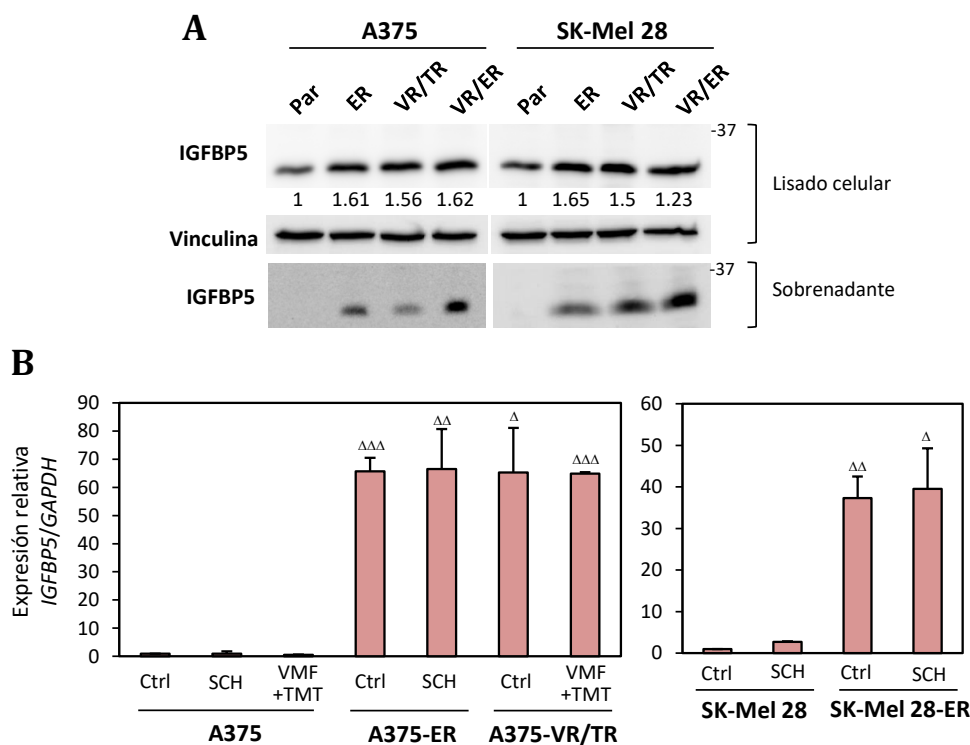 A
A375 SK-Mel 28
Par ER VR/TR VR/ER Par ER VR/TR VR/ER
-37
IGFBP5
Lisado celular
1 1.61 1.56 1.62 1 1.65 1.5 1.23
Vinculina
-37
IGFBP5 Sobrenadante
B
Expresión relativa
IGFBP5/GAPDH
90
80
70
60
50
40
30
20
10
0
ΔΔΔ ΔΔ Δ ΔΔΔ
Ctrl SCH VMF
+TMT Ctrl SCH Ctrl VMF
+TMT
A375 A375-ER A375-VR/TR
60
50
40
30
20
10
0
ΔΔ Δ
Ctrl SCH Ctrl SCH
SK-Mel 28 SK-Mel 28-ER